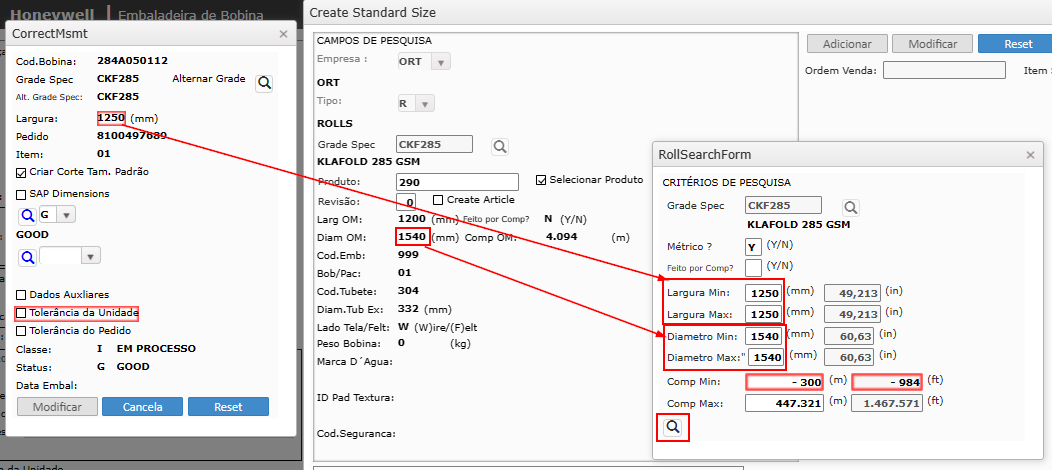 Honeywell
Embaladeira de Bobina
CorrectMsmt
Cod.Bobina: 284A050112
Grade Spec CKF285 Alternar Grade
Alt. Grade Spec: CKF285
Largura: 1250 (mm)
Pedido 8100497689
Item: 01
Criar Corte Tam. Padrão
SAP Dimensions
G
GOOD
Dados Auxliares
Tolerância da Unidade
Tolerância do Pedido
Classe: I EM PROCESSO
Status: G GOOD
Data Embal:
Modificar Cancela Reset
da Unidade
Create Standard Size
CAMPOS DE PESQUISA
Empresa : ORT
ORT
Tipo: R
ROLLS
Grade Spec CKF285
KLAFOLD 285 GSM
Produto: 290 Selecionar Produto
Revisão: 0 Create Article
Larg OM: 1200 (mm) Feito por Comp? N (Y/N)
Diam OM: 1540 (mm) Comp OM: 4.094 (m)
Cod.Emb: 999
Bob/Pac: 01
Cod.Tubete: 304
Diam.Tub Ex: 332 (mm)
Lado Tela/Felt: W (W)ire/(F)elt
Peso Bobina: 0 (kg)
Marca D´Agua:
ID Pad Textura:
Cod.Seguranca:
Adicionar Modificar Reset
Ordem Venda: Item
RollSearchForm
CRITÉRIOS DE PESQUISA
Grade Spec CKF285
KLAFOLD 285 GSM
Métrico ? Y (Y/N)
Feito por Comp? (Y/N)
Largura Min: 1250 (mm) 49,213 (in)
Largura Max: 1250 (mm) 49,213 (in)
Diametro Min: 1540 (mm) 60,63 (in)
Diametro Max:" 1540 (mm) 60,63 (in)
Comp Min: - 300 (m) - 984 (ft)
Comp Max: 447.321 (m) 1.467.571 (ft)